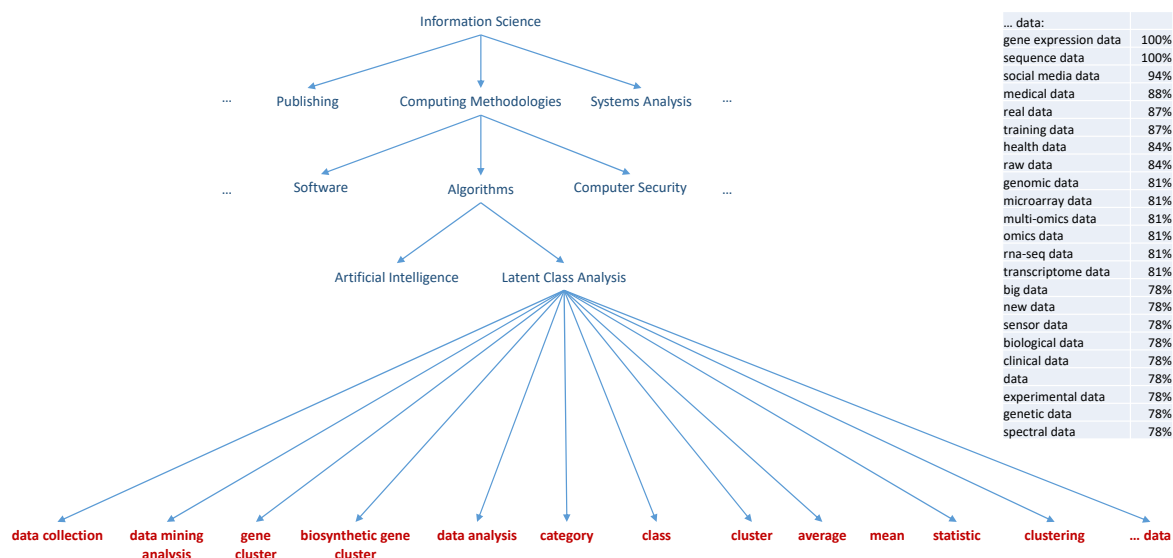 Information Science
… Publishing Computing Methodologies Systems Analysis …
… Software Algorithms Computer Security …
Artificial Intelligence Latent Class Analysis
data collection data mining gene biosynthetic gene data analysis category class cluster average mean statistic clustering … data
analysis cluster cluster
… data:
gene expression data 100%
sequence data 100%
social media data 94%
medical data 88%
real data 87%
training data 87%
health data 84%
raw data 84%
genomic data 81%
microarray data 81%
multi-omics data 81%
omics data 81%
rna-seq data 81%
transcriptome data 81%
big data 78%
new data 78%
sensor data 78%
biological data 78%
clinical data 78%
data 78%
experimental data 78%
genetic data 78%
spectral data 78%